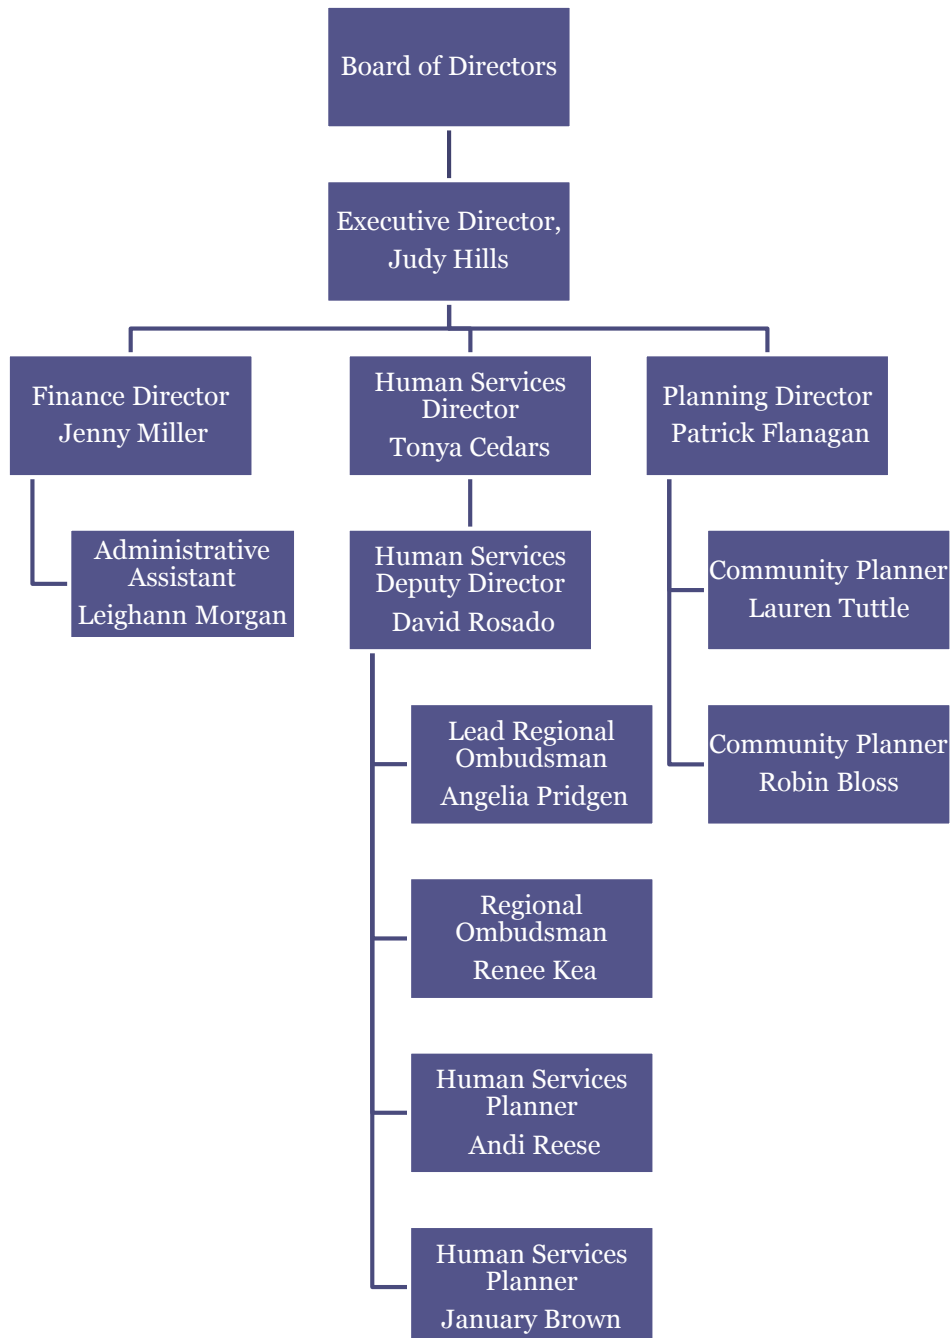 Board of Directors
Executive Director,
Judy Hills
Finance Director
Jenny Miller
Human Services
Director
Tonya Cedars
Planning Director
Patrick Flanagan
Administrative
Assistant
Leighann Morgan
Human Services
Deputy Director
David Rosado
Community Planner
Lauren Tuttle
Lead Regional
Ombudsman
Angelia Pridgen
Community Planner
Robin Bloss
Regional
Ombudsman
Renee Kea
Human Services
Planner
Andi Reese
Human Services
Planner
January Brown